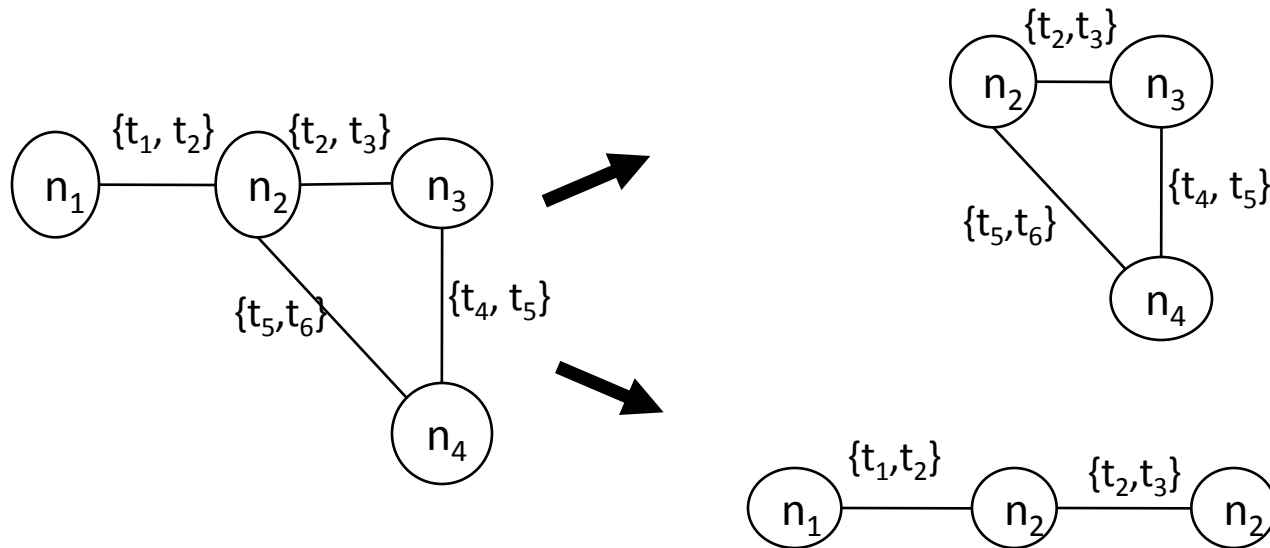 {t₁, t₂} {t₂, t₃}
n₁ n₂ n₃
{t₅,t₆} {t₄, t₅}
n₄
{t₂,t₃}
n₂ n₃
{t₅,t₆} {t₄, t₅}
n₄
{t₁,t₂} {t₂,t₃}
n₁ n₂ n₂